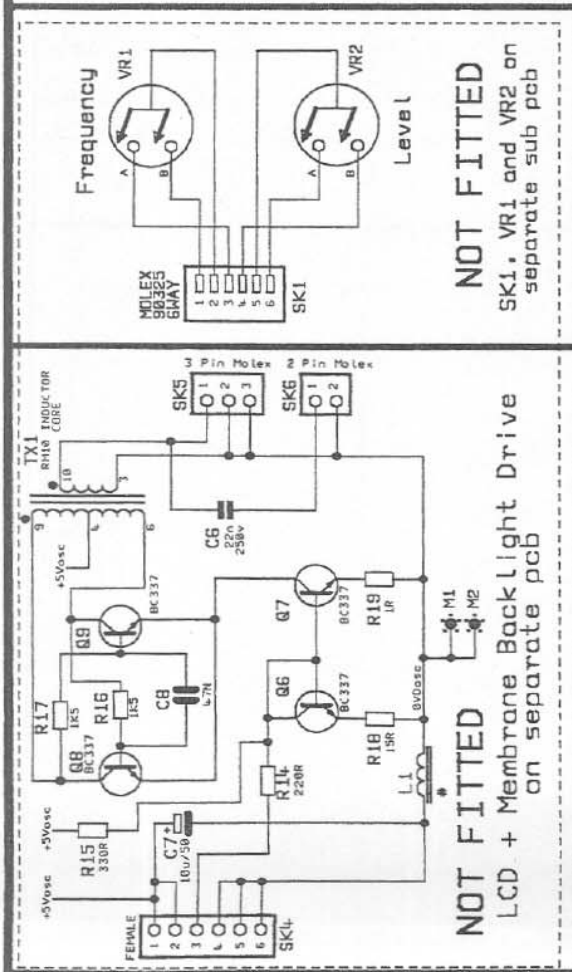 Frequency
VR1
A
B
VR2
Level
A
B
MOLEX
90325
6WAY
1
2
3
4
5
6
SK1
NOT FITTED
SK1, VR1 and VR2 on
separate sub pcb
TX1
RM10 INDUCTOR
CORE
9
4
6
10
3
+5Vosc
3 Pin Molex
SK5
1
2
3
2 Pin Molex
SK6
1
2
C6
22n
250v
Q9
BC337
R17
1K5
R16
1K5
C8
47N
Q8
BC337
Q7
BC337
R19
1R
Q6
BC337
R18
15R
R14
220R
+5Vosc
R15
330R
+5Vosc
C7
+
10u/50
FEMALE
1
2
3
4
5
6
SK4
L1
#
0VDosc
M1
M2
NOT FITTED
LCD + Membrane Backlight Drive
on separate pcb